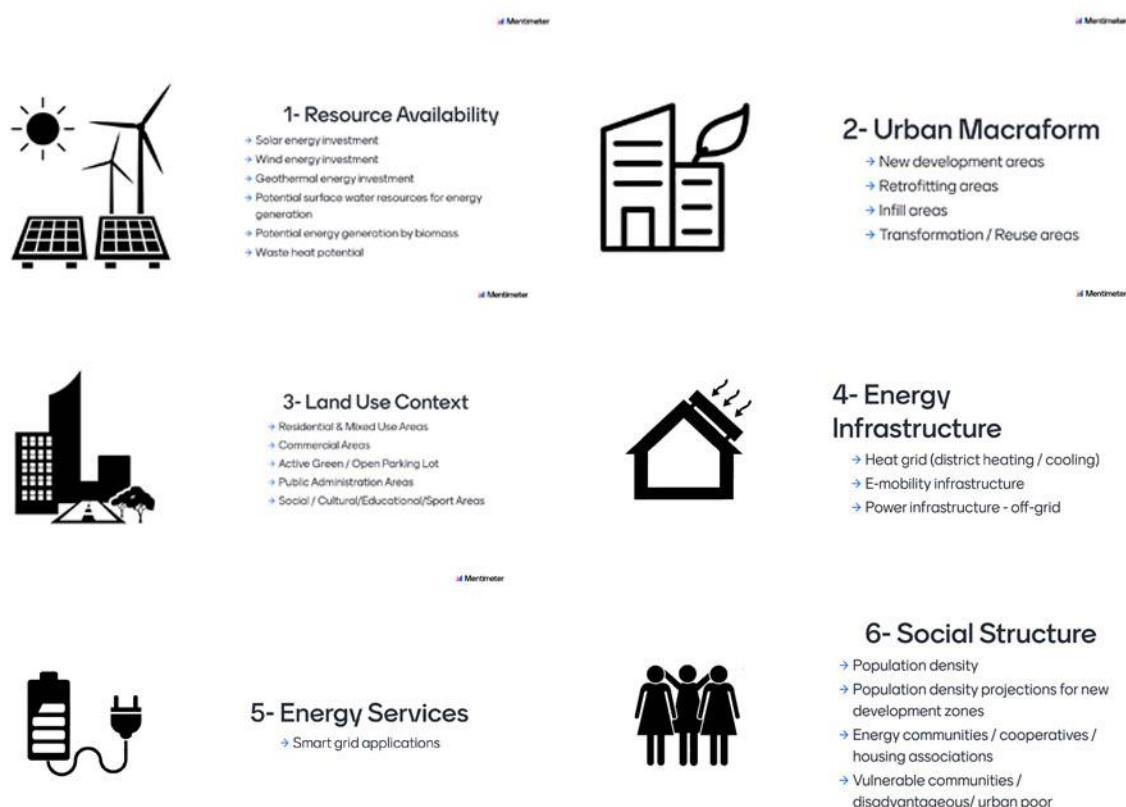 Mentimeter
1- Resource Availability
→ Solar energy investment
→ Wind energy investment
→ Geothermal energy investment
→ Potential surface water resources for energy
generation
→ Potential energy generation by biomass
→ Waste heat potential
Mentimeter
2- Urban Macraform
→ New development areas
→ Retrofitting areas
→ Infill areas
→ Transformation / Reuse areas
Mentimeter
3- Land Use Context
→ Residential & Mixed Use Areas
→ Commercial Areas
→ Active Green / Open Parking Lot
→ Public Administration Areas
→ Social / Cultural/Educational/Sport Areas
Mentimeter
4- Energy
Infrastructure
→ Heat grid (district heating / cooling)
→ E-mobility infrastructure
→ Power infrastructure - off-grid
Mentimeter
5- Energy Services
→ Smart grid applications
6- Social Structure
→ Population density
→ Population density projections for new
development zones
→ Energy communities / cooperatives /
housing associations
→ Vulnerable communities /
disadvantageous/ urban poor